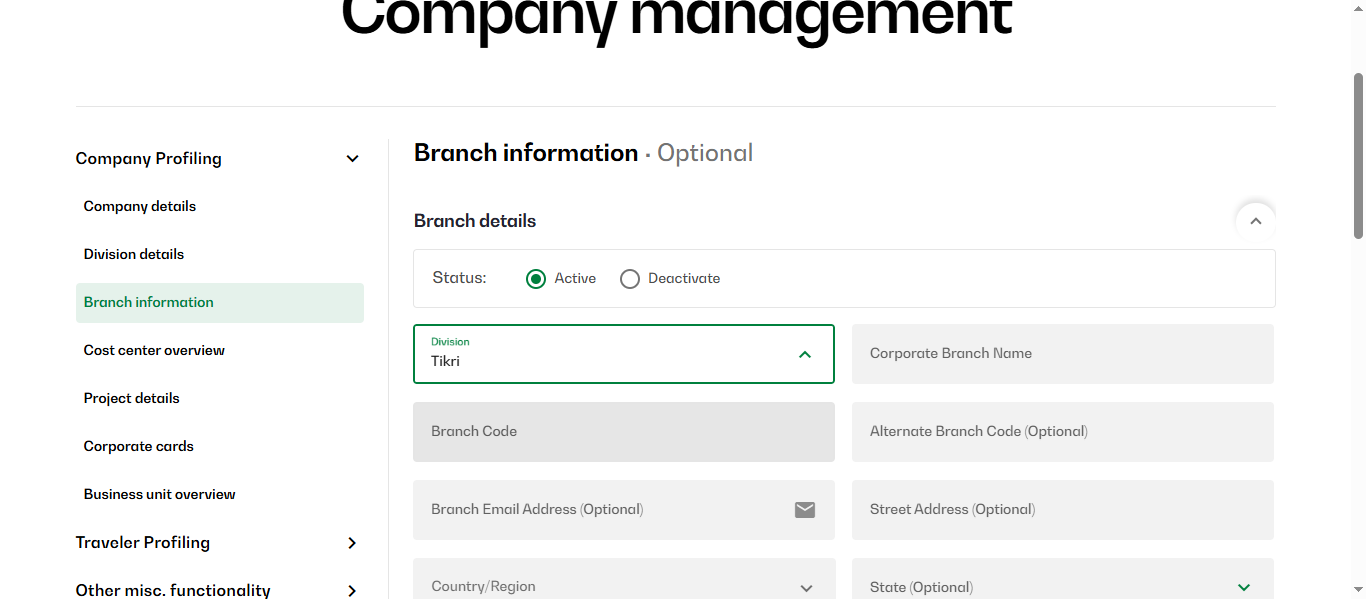 Company management
Company Profiling
Company details
Division details
Branch information
Cost center overview
Project details
Corporate cards
Business unit overview
Traveler Profiling
Other misc. functionality
Branch information · Optional
Branch details
Status: Active Deactivate
Division
Tikri
Corporate Branch Name
Branch Code
Alternate Branch Code (Optional)
Branch Email Address (Optional)
Street Address (Optional)
Country/Region
State (Optional)